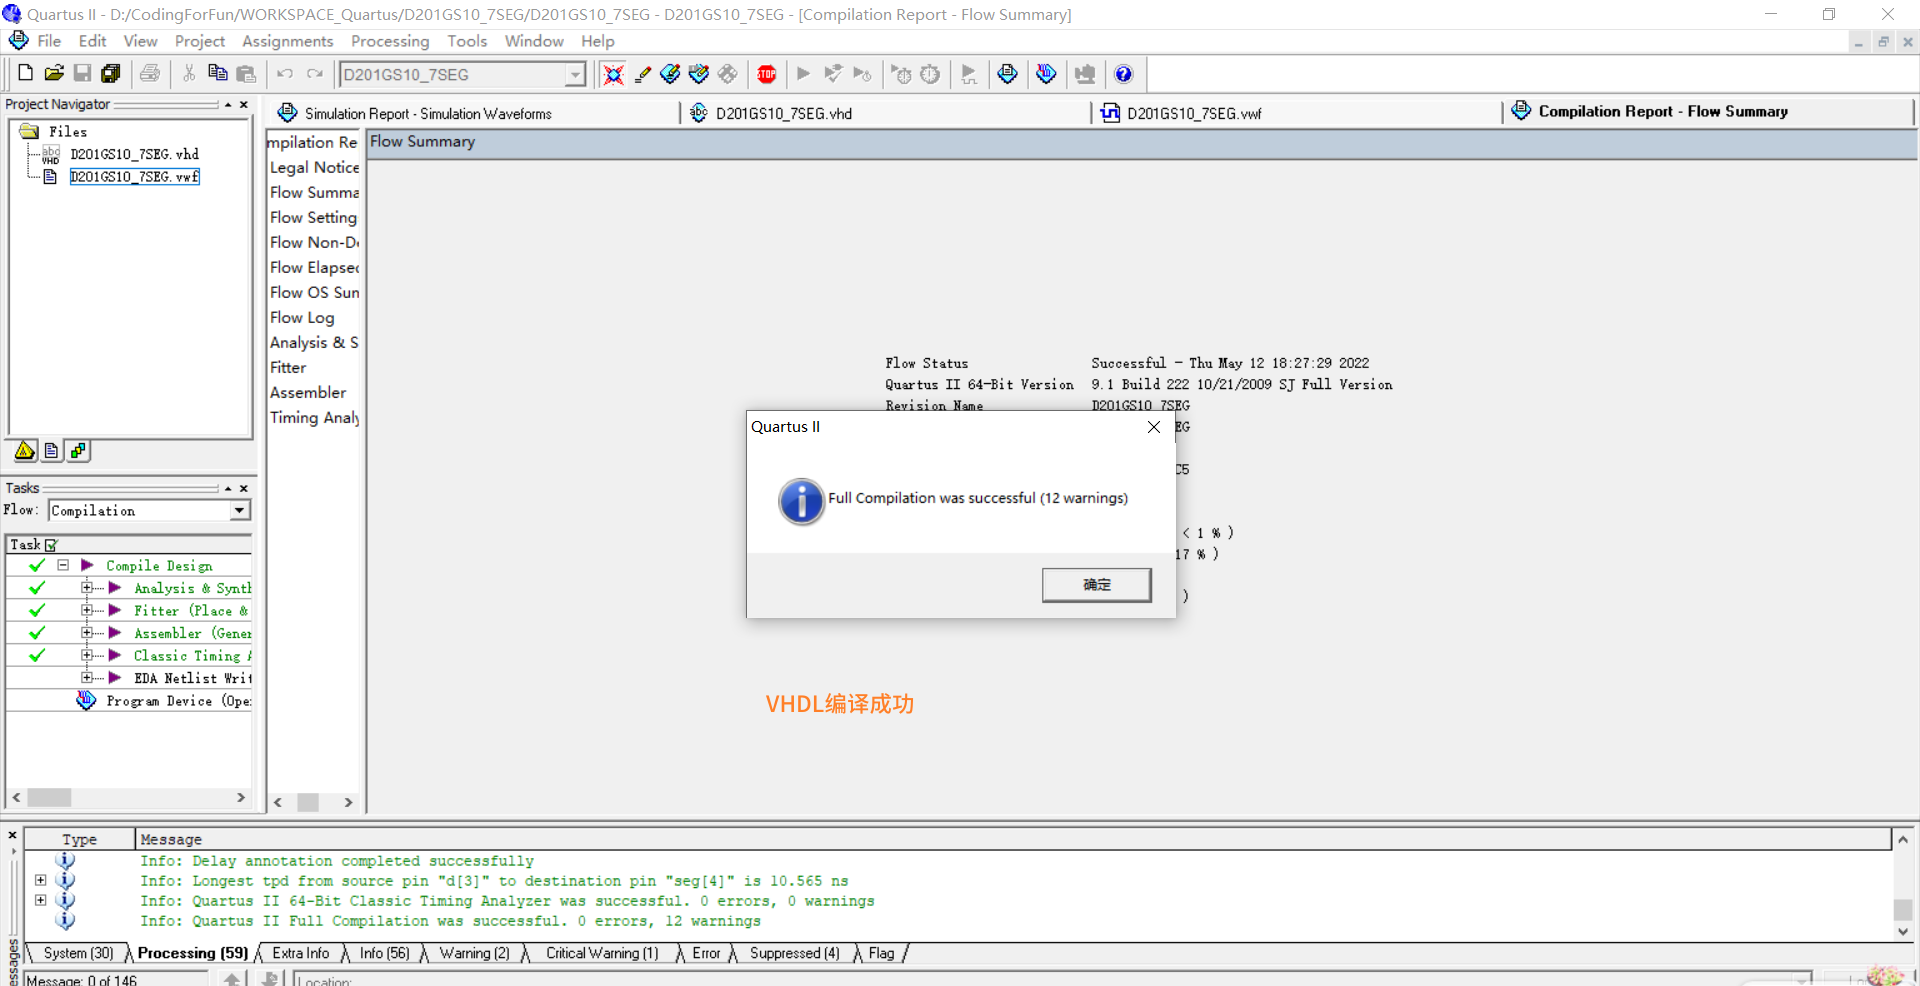 Quartus II - D:/CodingForFun/WORKSPACE_Quartus/D201GS10_7SEG/D201GS10_7SEG - D201GS10_7SEG - [Compilation Report - Flow Summary]
File Edit View Project Assignments Processing Tools Window Help
D201GS10_7SEG
STOP
Project Navigator
Files
abc VHD D201GS10_7SEG.vhd
D201GS10_7SEG.vwf
Tasks
Flow: Compilation
Task
Compile Design
Analysis & Synth
Fitter (Place &
Assembler (Gener
Classic Timing A
EDA Netlist Writ
Program Device (Ope
Simulation Report - Simulation Waveforms
abc D201GS10_7SEG.vhd
D201GS10_7SEG.vwf
Compilation Report - Flow Summary
mpilation Re
Legal Notice
Flow Summa
Flow Setting
Flow Non-De
Flow Elapsed
Flow OS Sun
Flow Log
Analysis & S
Fitter
Assembler
Timing Analy
Flow Summary
Flow Status Successful - Thu May 12 18:27:29 2022
Quartus II 64-Bit Version 9.1 Build 222 10/21/2009 SJ Full Version
Revision Name D201GS10_7SEG
EG
C5
< 1 % )
17 % )
)
Quartus II
Full Compilation was successful (12 warnings)
确定
VHDL编译成功
Type Message
Info: Delay annotation completed successfully
Info: Longest tpd from source pin "d[3]" to destination pin "seg[4]" is 10.565 ns
Info: Quartus II 64-Bit Classic Timing Analyzer was successful. 0 errors, 0 warnings
Info: Quartus II Full Compilation was successful. 0 errors, 12 warnings
System (30) Processing (59) Extra Info Info (56) Warning (2) Critical Warning (1) Error Suppressed (4) Flag
essages
Message: 0 of 146
Location: